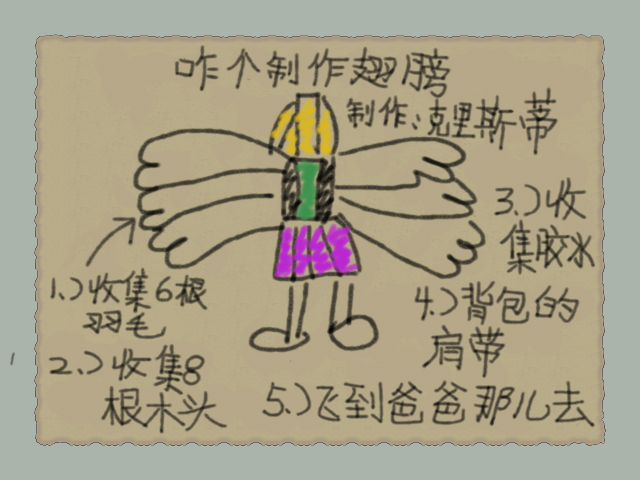 咋个制作翅膀
制作:克里斯蒂
1.)收集6根
羽毛
2.)收集8
根木头
3.)收
集胶水
4.)背包的
肩带
5.)飞到爸爸那儿去